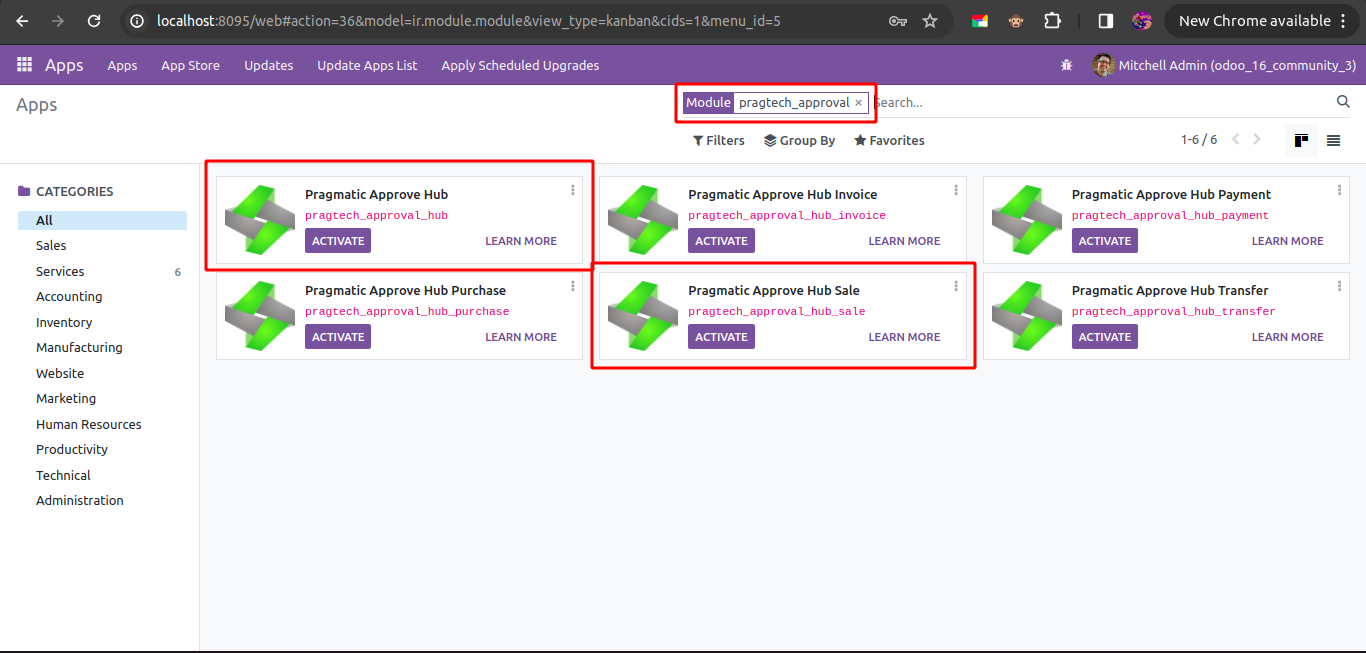 localhost:8095/web#action=36&model=ir.module.module&view_type=kanban&cids=1&menu_id=5
New Chrome available
Apps
Apps
App Store
Updates
Update Apps List
Apply Scheduled Upgrades
Mitchell Admin (odoo_16_community_3)
Apps
Module pragtech_approval ×
Search...
Filters
Group By
Favorites
1-6 / 6
CATEGORIES
All
Sales
Services 6
Accounting
Inventory
Manufacturing
Website
Marketing
Human Resources
Productivity
Technical
Administration
Pragmatic Approve Hub
pragtech_approval_hub
ACTIVATE
LEARN MORE
Pragmatic Approve Hub Invoice
pragtech_approval_hub_invoice
ACTIVATE
LEARN MORE
Pragmatic Approve Hub Payment
pragtech_approval_hub_payment
ACTIVATE
LEARN MORE
Pragmatic Approve Hub Purchase
pragtech_approval_hub_purchase
ACTIVATE
LEARN MORE
Pragmatic Approve Hub Sale
pragtech_approval_hub_sale
ACTIVATE
LEARN MORE
Pragmatic Approve Hub Transfer
pragtech_approval_hub_transfer
ACTIVATE
LEARN MORE